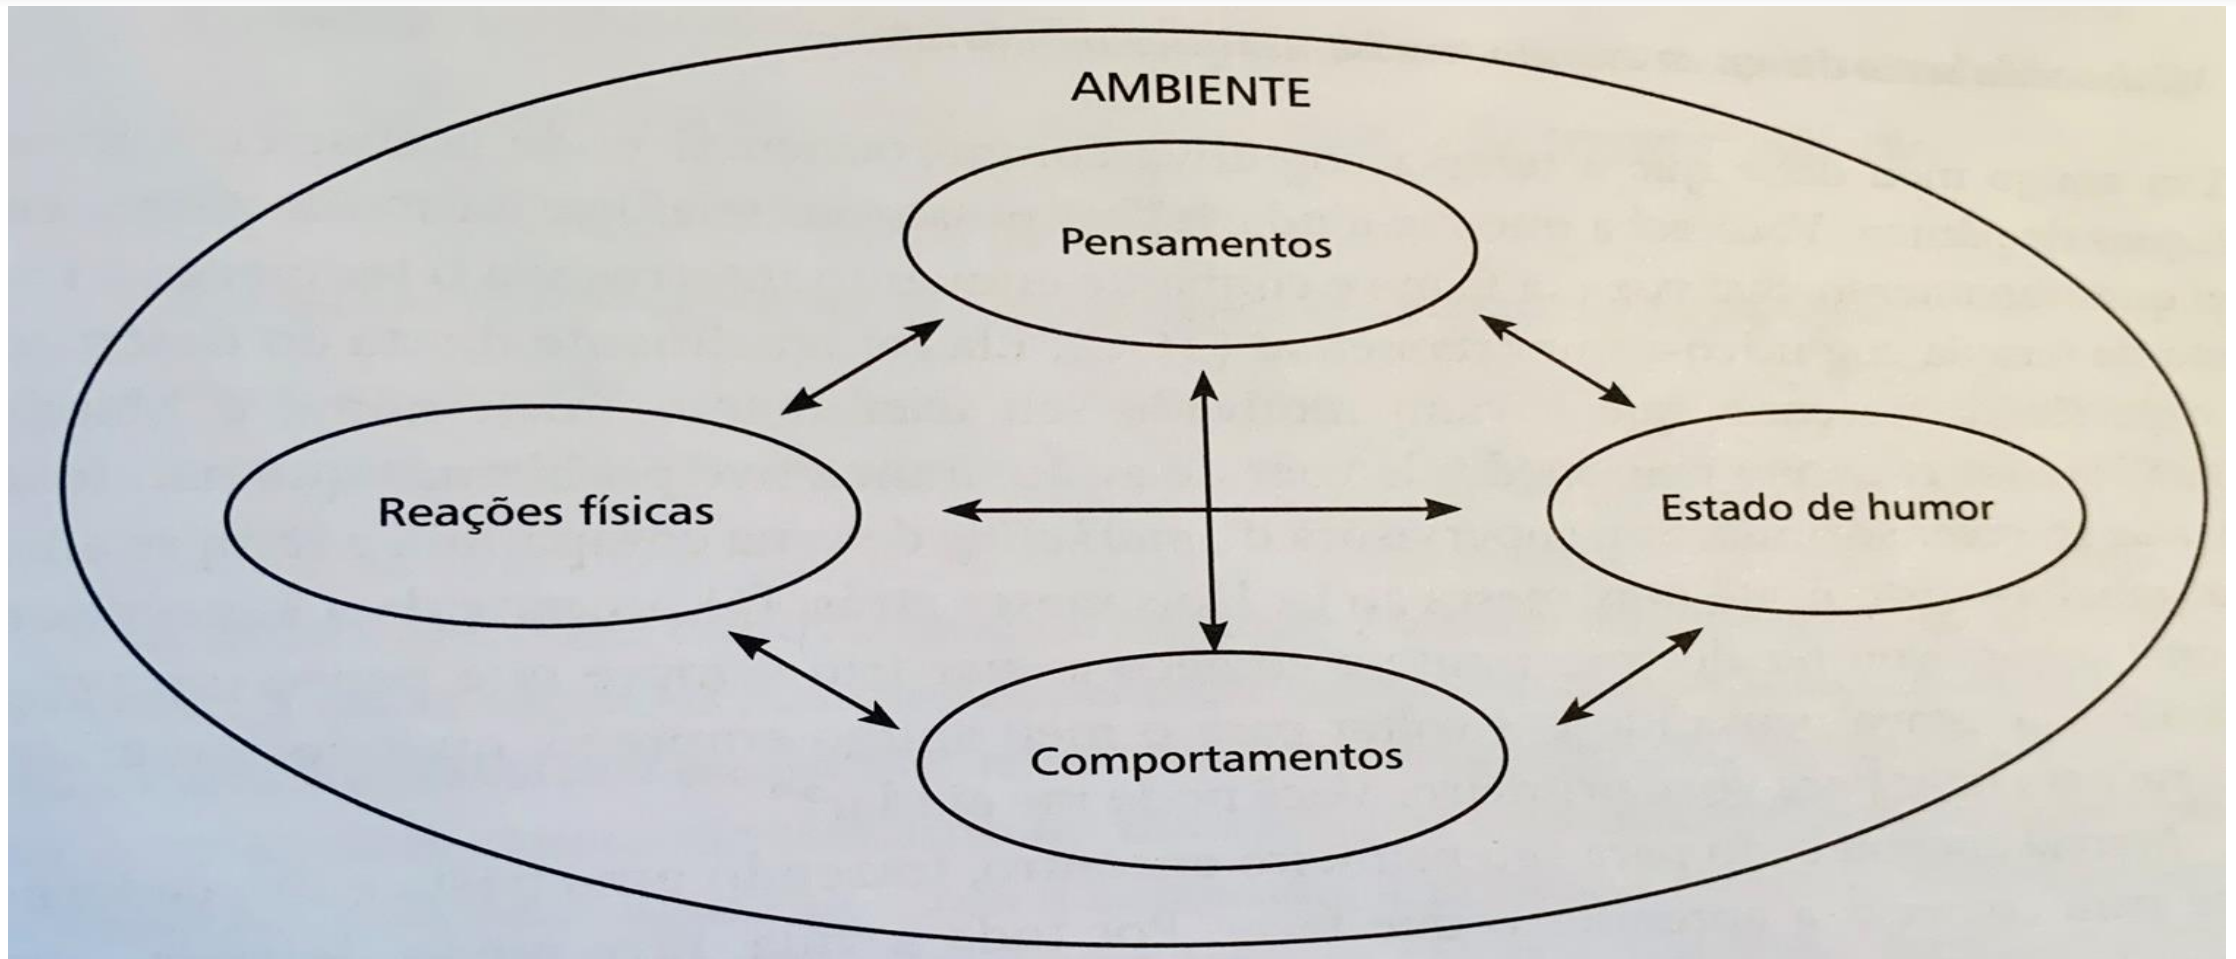 AMBIENTE
Pensamentos
Reações físicas
Estado de humor
Comportamentos